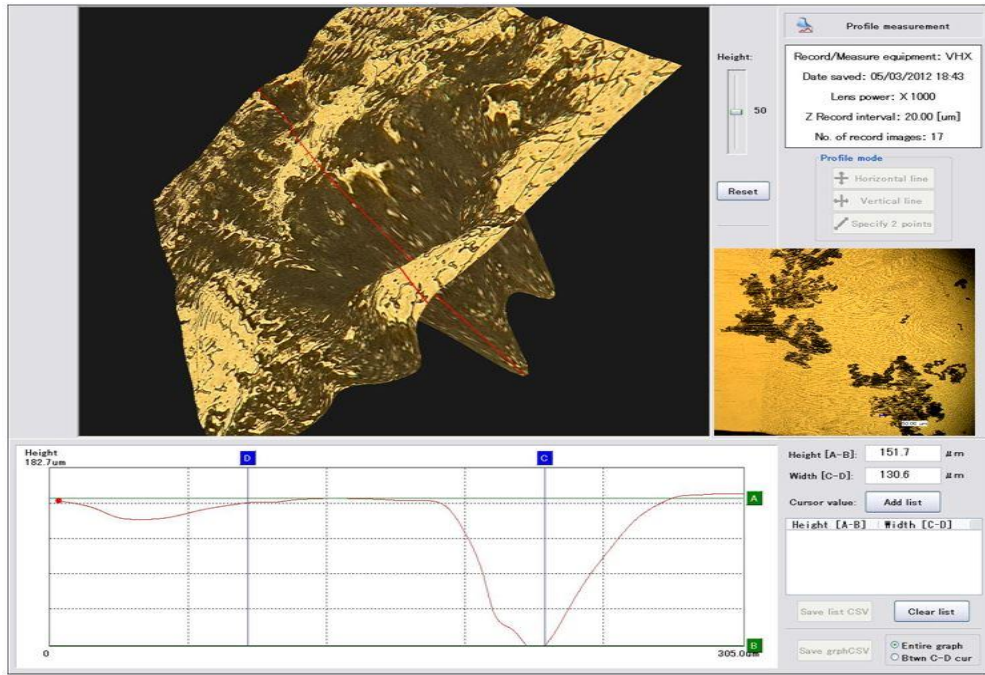 Profile measurement
Record/Measure equipment: VHX
Date saved: 05/03/2012 18:43
Lens power: X 1000
Z Record interval: 20.00 [um]
No. of record images: 17
Height:
50
Reset
Profile mode
Horizontal line
Vertical line
Specify 2 points
Height
182.7um
D
C
A
B
0
305.0um
Height [A-B]: 151.7 μm
Width [C-D]: 130.6 μm
Cursor value: Add list
Height [A-B] Width [C-D]
Save list CSV Clear list
Save grphCSV
Entire graph
Btwn C-D cur